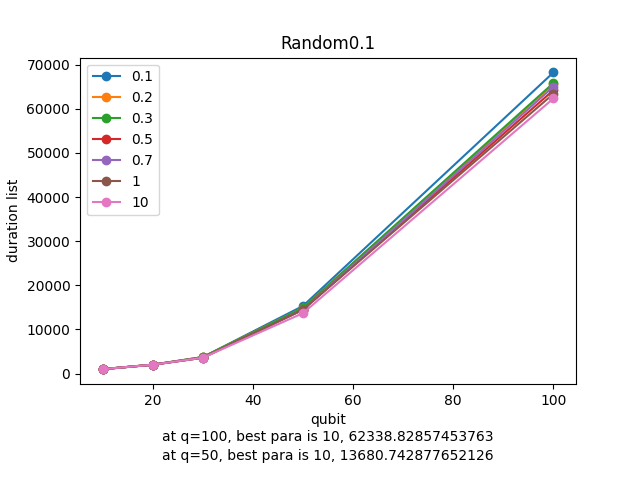 Random0.1
70000
60000
50000
40000
30000
20000
10000
0
duration list
0.1
0.2
0.3
0.5
0.7
1
10
20 40 60 80 100
qubit
at q=100, best para is 10, 62338.82857453763
at q=50, best para is 10, 13680.742877652126